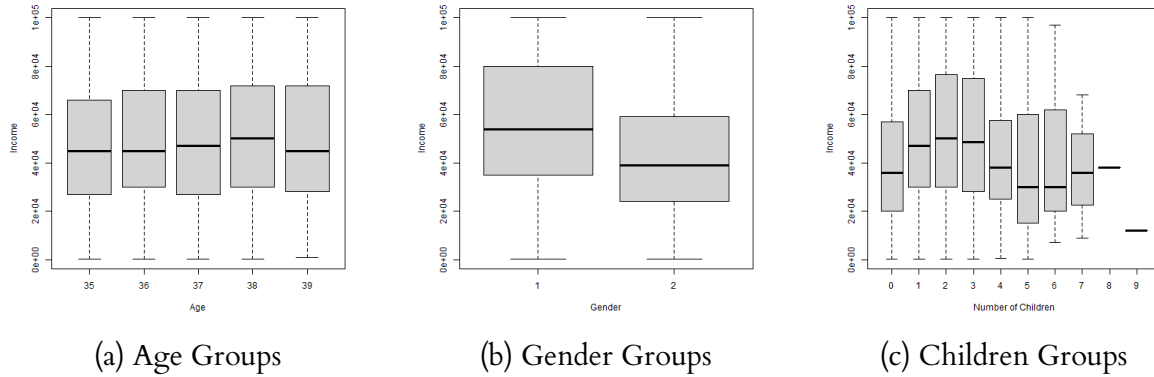 Income
0e+00 2e+04 4e+04 6e+04 8e+04 1e+05
35 36 37 38 39
Age
(a) Age Groups
Income
0e+00 2e+04 4e+04 6e+04 8e+04 1e+05
1 2
Gender
(b) Gender Groups
Income
0e+00 2e+04 4e+04 6e+04 8e+04 1e+05
0 1 2 3 4 5 6 7 8 9
Number of Children
(c) Children Groups